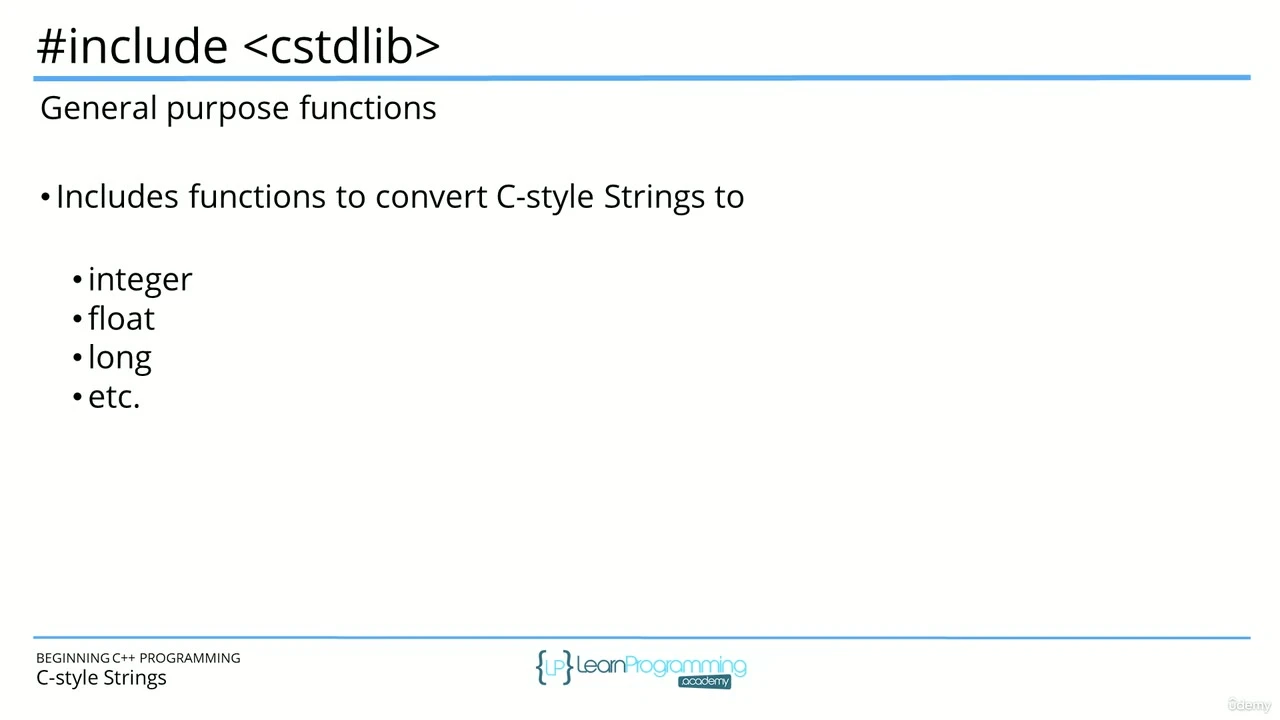 #include <cstdlib>
General purpose functions
• Includes functions to convert C-style Strings to
• integer
• float
• long
• etc.
BEGINNING C++ PROGRAMMING
C-style Strings
{LP} LearnProgramming
.academy
ûdemy